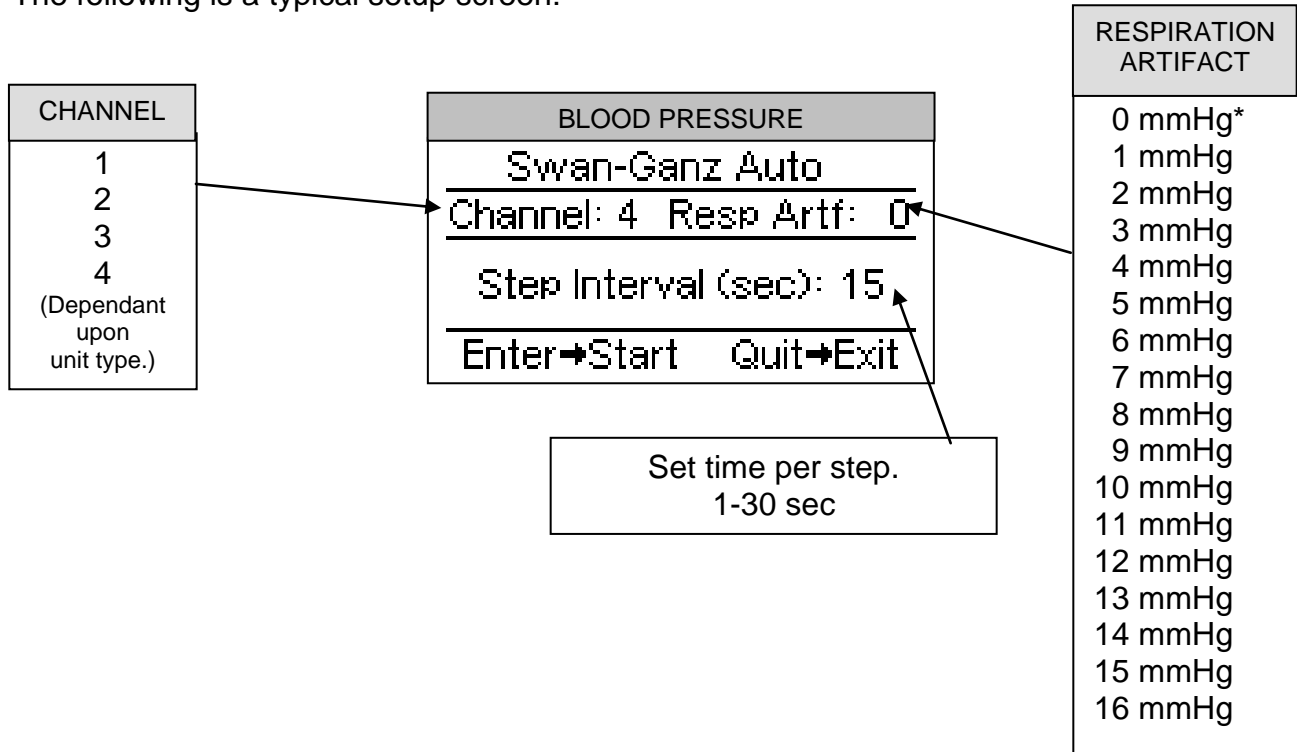 The following is a typical setup screen:
RESPIRATION
ARTIFACT
0 mmHg*
1 mmHg
2 mmHg
3 mmHg
4 mmHg
5 mmHg
6 mmHg
7 mmHg
8 mmHg
9 mmHg
10 mmHg
11 mmHg
12 mmHg
13 mmHg
14 mmHg
15 mmHg
16 mmHg
CHANNEL
1
2
3
4
(Dependant
upon
unit type.)
BLOOD PRESSURE
Swan-Ganz Auto
Channel: 4 Resp Artf: 0
Step Interval (sec): 15
Enter➡Start Quit➡Exit
Set time per step.
1-30 sec